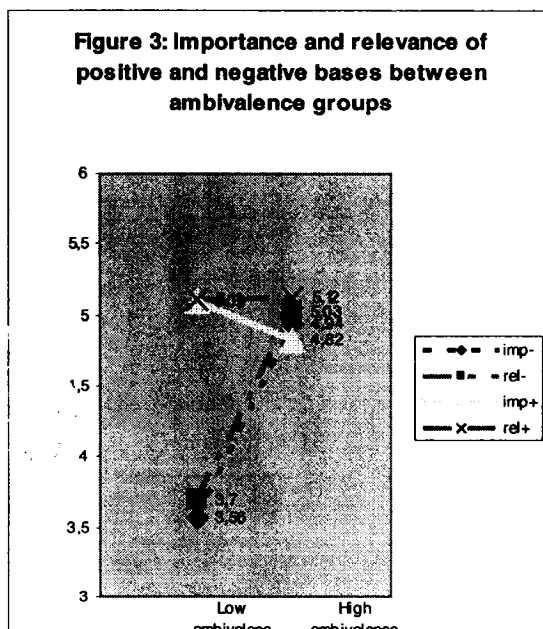 Figure 3: Importance and relevance of
positive and negative bases between
ambivalence groups
6
5,5
5
,5
4
3,5
3
5,12
5,03
4,94
4,82
3,7
3,56
imp-
rel-
imp+
rel+
Low
High